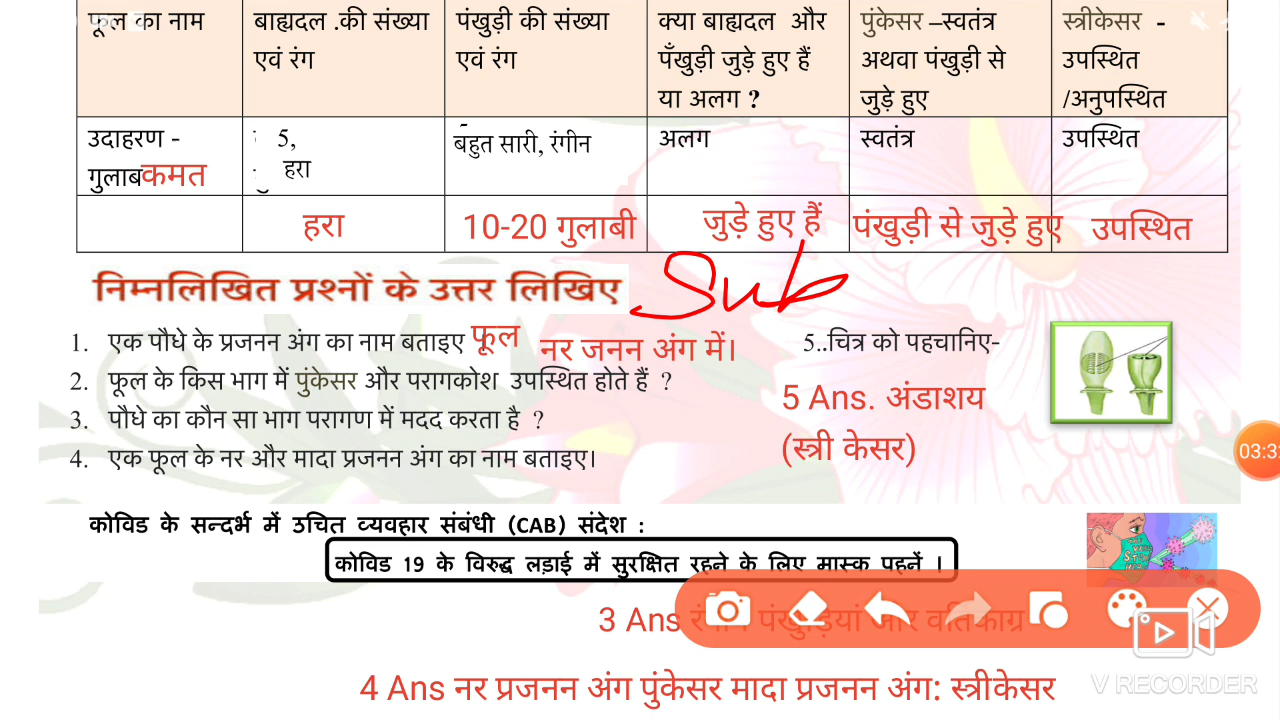 फूल का नाम
बाह्यदल .की संख्या एवं रंग
पंखुड़ी की संख्या एवं रंग
क्या बाह्यदल और पँखुड़ी जुड़े हुए हैं या अलग ?
पुंकेसर –स्वतंत्र अथवा पंखुड़ी से जुड़े हुए
स्त्रीकेसर - उपस्थित /अनुपस्थित
उदाहरण - गुलाब
कमत
5, हरा
बहुत सारी, रंगीन
अलग
स्वतंत्र
उपस्थित
हरा
10-20 गुलाबी
जुड़े हुए हैं
पंखुड़ी से जुड़े हुए
उपस्थित
निम्नलिखित प्रश्नों के उत्तर लिखिए
Sub
1. एक पौधे के प्रजनन अंग का नाम बताइए फूल
नर जनन अंग में।
2. फूल के किस भाग में पुंकेसर और परागकोश उपस्थित होते हैं ?
3. पौधे का कौन सा भाग परागण में मदद करता है ?
4. एक फूल के नर और मादा प्रजनन अंग का नाम बताइए।
5..चित्र को पहचानिए-
5 Ans. अंडाशय
(स्त्री केसर)
कोविड के सन्दर्भ में उचित व्यवहार संबंधी (CAB) संदेश :
कोविड 19 के विरुद्ध लड़ाई में सुरक्षित रहने के लिए मास्क पहनें ।
3 Ans पंखुड़ियां और वर्तिकाग्र
4 Ans नर प्रजनन अंग पुंकेसर मादा प्रजनन अंग: स्त्रीकेसर
V RECORDER